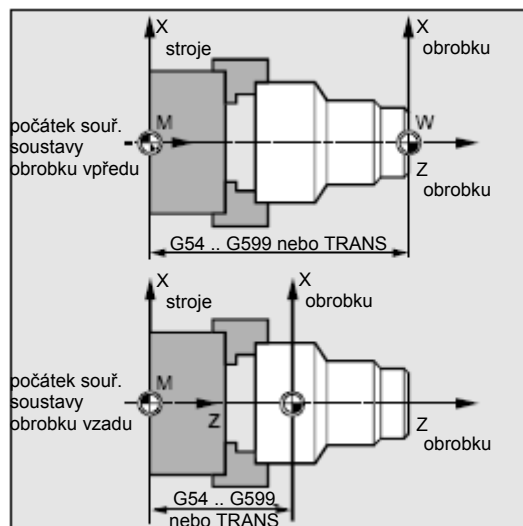 X
stroje
X
obrobku
počátek souř.
soustavy
obrobku vpředu
M
W
Z
obrobku
G54 .. G599 nebo TRANS
X
stroje
X
obrobku
počátek souř.
soustavy
obrobku vzadu
M
Z
Z
obrobku
G54 .. G599
nebo TRANS